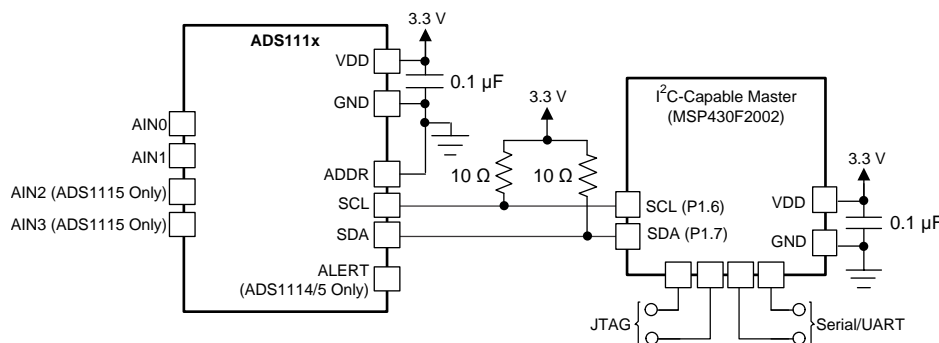 3.3 V
ADS111x
VDD
0.1 µF
GND
3.3 V
I²C-Capable Master
(MSP430F2002)
AIN0
AIN1
ADDR
10 Ω
10 Ω
3.3 V
AIN2 (ADS1115 Only)
SCL
SCL (P1.6)
VDD
AIN3 (ADS1115 Only)
SDA
SDA (P1.7)
0.1 µF
GND
ALERT
(ADS1114/5 Only)
JTAG
Serial/UART